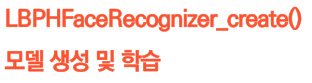 LBPHFaceRecognizer_create()
모델 생성 및 학습